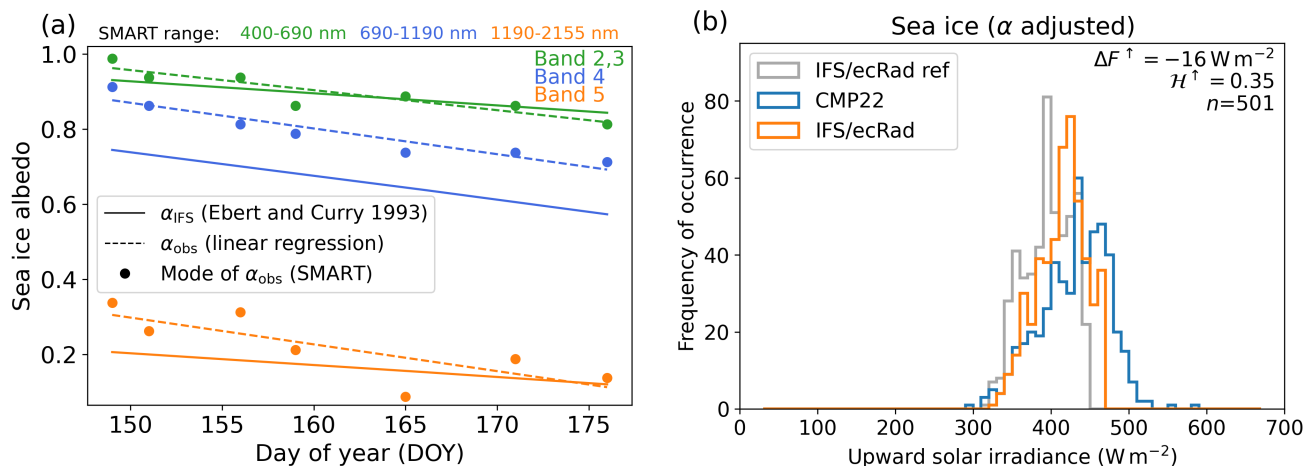 (a)
SMART range: 400-690 nm 690-1190 nm 1190-2155 nm
Band 2,3
Band 4
Band 5
α_IFS (Ebert and Curry 1993)
α_obs (linear regression)
Mode of α_obs (SMART)
Sea ice albedo
1.0
0.8
0.6
0.4
0.2
150 155 160 165 170 175
Day of year (DOY)
(b)
Sea ice (α adjusted)
IFS/ecRad ref
CMP22
IFS/ecRad
ΔF↑ = −16 W m⁻²
ℋ↑ = 0.35
n=501
Frequency of occurrence
80
60
40
20
0
0 100 200 300 400 500 600 700
Upward solar irradiance (W m⁻²)